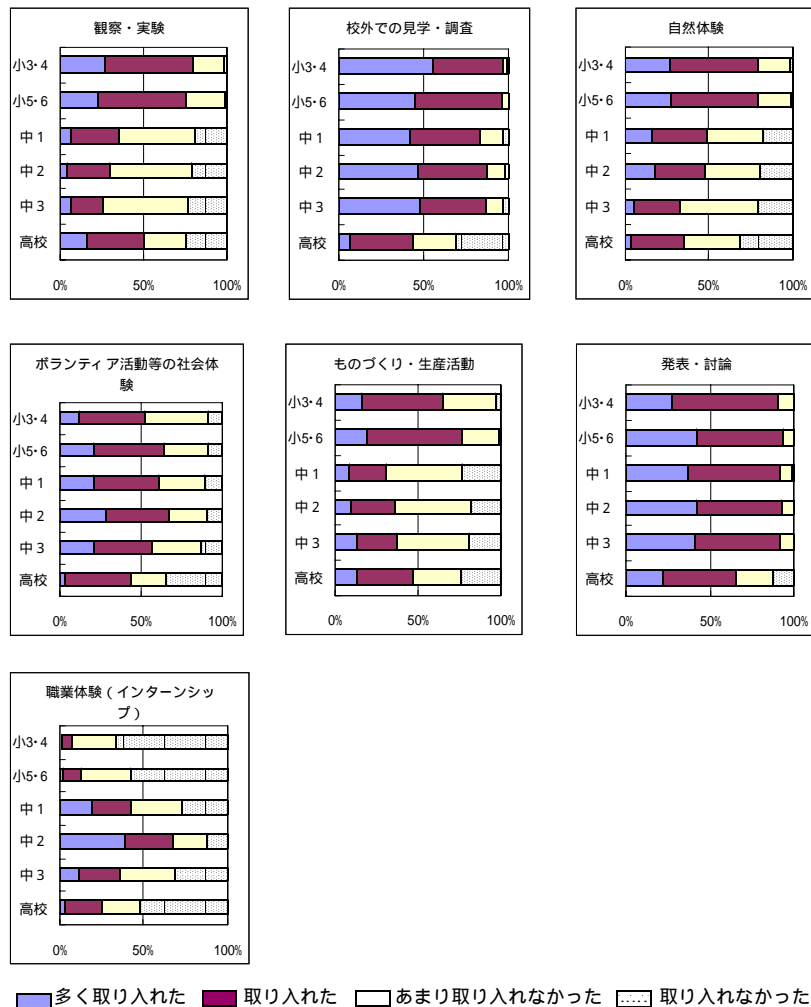 観察・実験
小3・4
小5・6
中1
中2
中3
高校
0% 50% 100%
校外での見学・調査
小3・4
小5・6
中1
中2
中3
高校
0% 50% 100%
自然体験
小3・4
小5・6
中1
中2
中3
高校
0% 50% 100%
ボランティア活動等の社会体
験
小3・4
小5・6
中1
中2
中3
高校
0% 50% 100%
ものづくり・生産活動
小3・4
小5・6
中1
中2
中3
高校
0% 50% 100%
発表・討論
小3・4
小5・6
中1
中2
中3
高校
0% 50% 100%
職業体験（インターンシッ
プ）
小3・4
小5・6
中1
中2
中3
高校
0% 50% 100%
多く取り入れた 取り入れた あまり取り入れなかった 取り入れなかった